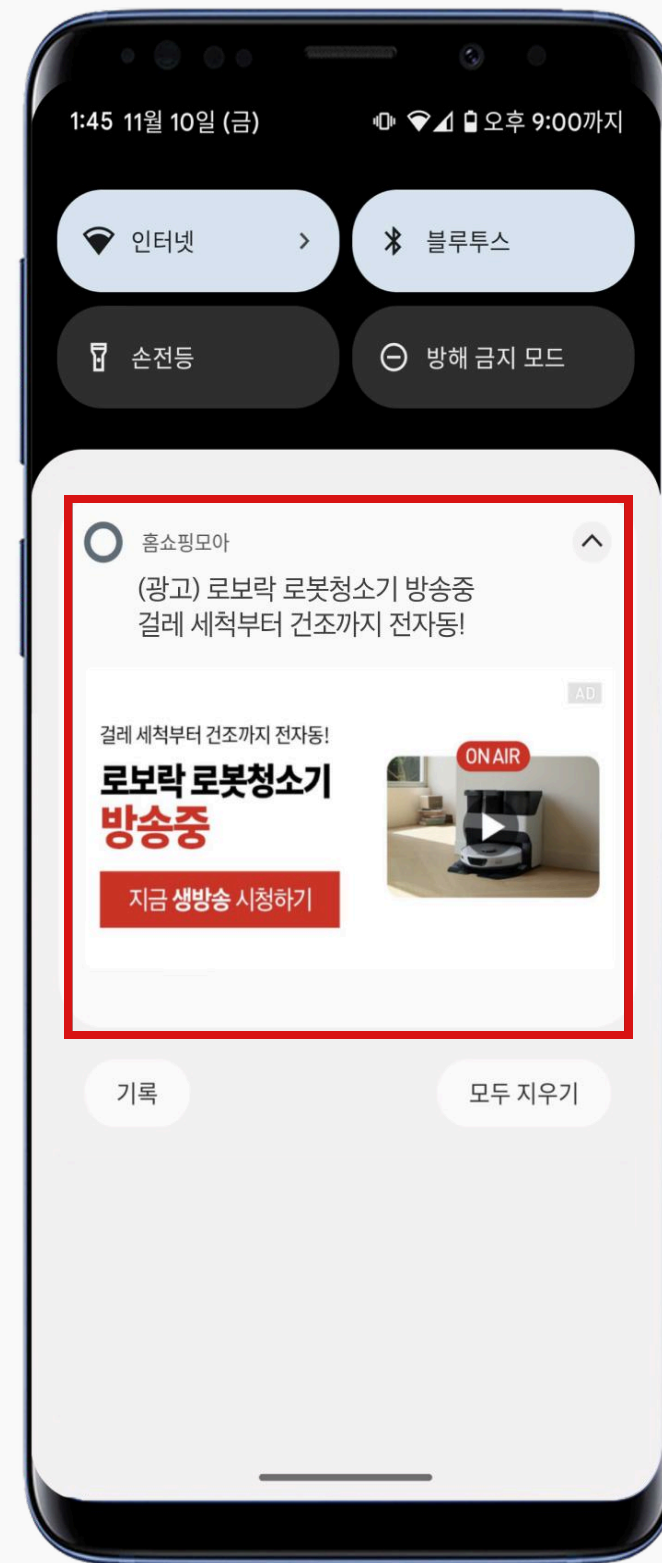 1:45 11월 10일 (금) 오후 9:00까지
인터넷
블루투스
손전등
방해 금지 모드
홈쇼핑모아
(광고) 로보락 로봇청소기 방송중
걸레 세척부터 건조까지 전자동!
AD
걸레 세척부터 건조까지 전자동!
로보락 로봇청소기
방송중
지금 생방송 시청하기
ON AIR
기록
모두 지우기